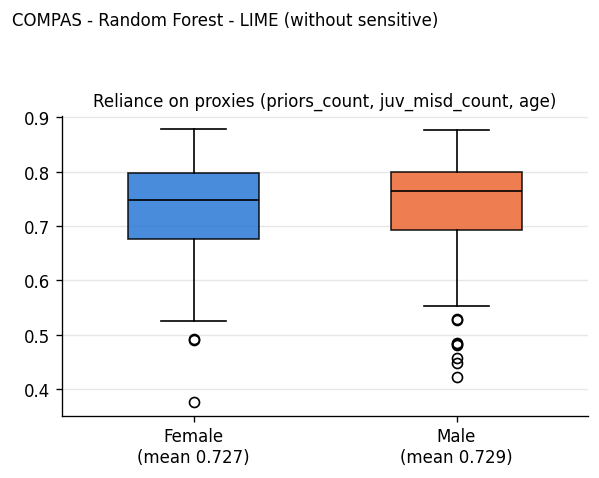 COMPAS - Random Forest - LIME (without sensitive)
Reliance on proxies (priors_count, juv_misd_count, age)
0.9
0.8
0.7
0.6
0.5
0.4
Female
(mean 0.727)
Male
(mean 0.729)